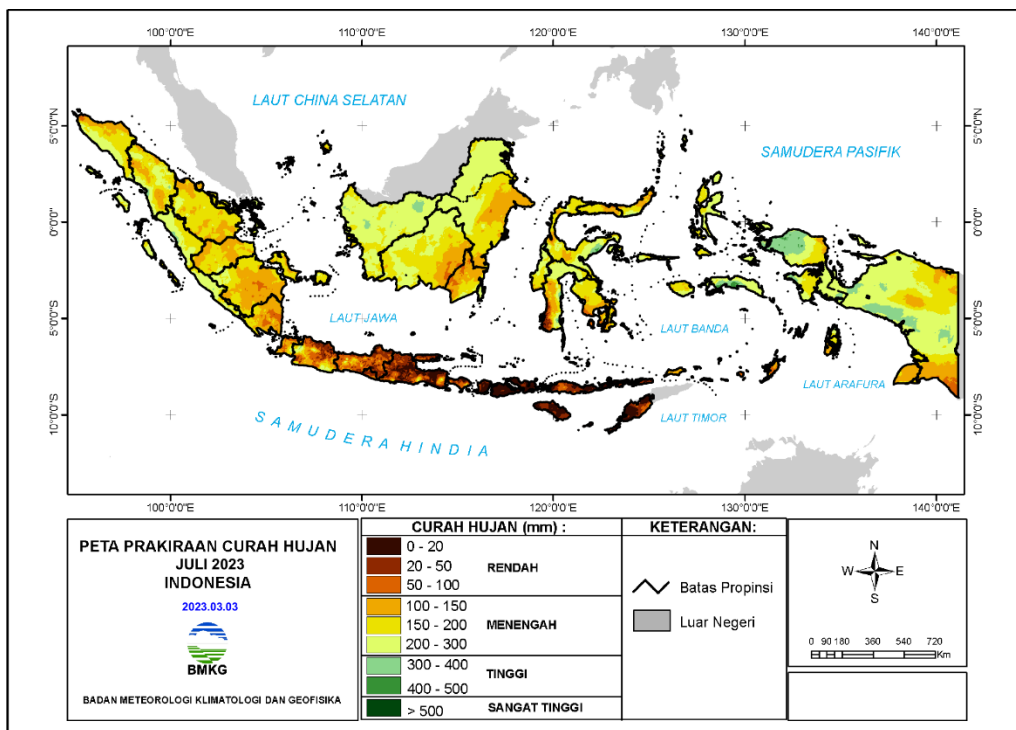 100°0'0"E 110°0'0"E 120°0'0"E 130°0'0"E 140°0'0"E
LAUT CHINA SELATAN
5°0'0"N 5°0'0"N
SAMUDERA PASIFIK
0°0'0" 0°0'0"
5°0'0"S 5°0'0"S
LAUT JAWA
LAUT BANDA
LAUT ARAFURA
10°0'0"S 10°0'0"S
LAUT TIMOR
SAMUDERA HINDIA
100°0'0"E 110°0'0"E 120°0'0"E 130°0'0"E 140°0'0"E
PETA PRAKIRAAN CURAH HUJAN
JULI 2023
INDONESIA
2023.03.03
BMKG
BADAN METEOROLOGI KLIMATOLOGI DAN GEOFISIKA
CURAH HUJAN (mm) :
0 - 20
20 - 50 RENDAH
50 - 100
100 - 150
150 - 200 MENENGAH
200 - 300
300 - 400
TINGGI
400 - 500
> 500 SANGAT TINGGI
KETERANGAN:
Batas Propinsi
Luar Negeri
N
W E
S
0 90 180 360 540 720
Km